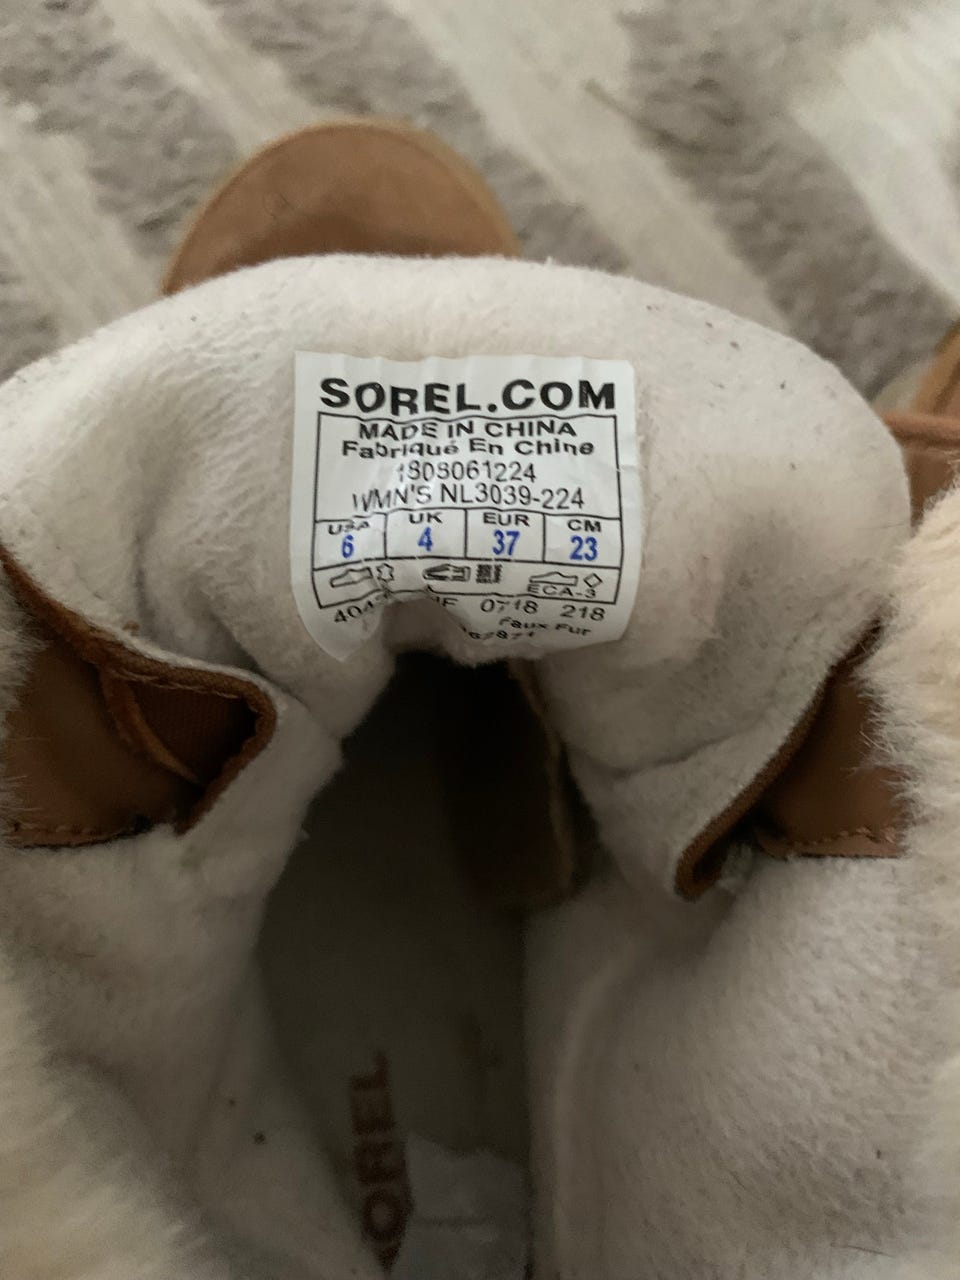 SOREL.COM
MADE IN CHINA
Fabriqué En Chine
1808061224
WMN'S NL3039-224
USA UK EUR CM
6 4 37 23
ECA-3
0718 218
Faux Fur
SOREL